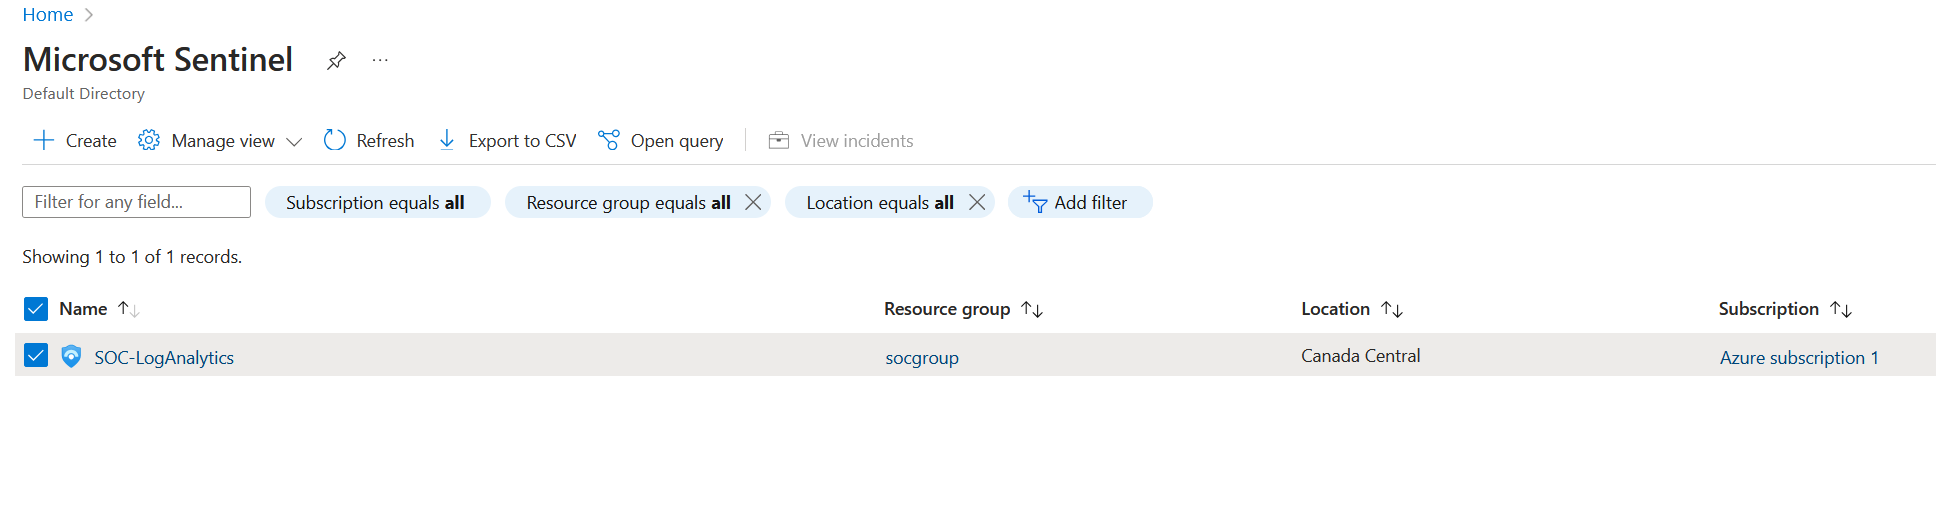 Home
Microsoft Sentinel
Default Directory
Create Manage view Refresh Export to CSV Open query View incidents
Filter for any field... Subscription equals all Resource group equals all Location equals all Add filter
Showing 1 to 1 of 1 records.
Name Resource group Location Subscription
SOC-LogAnalytics socgroup Canada Central Azure subscription 1